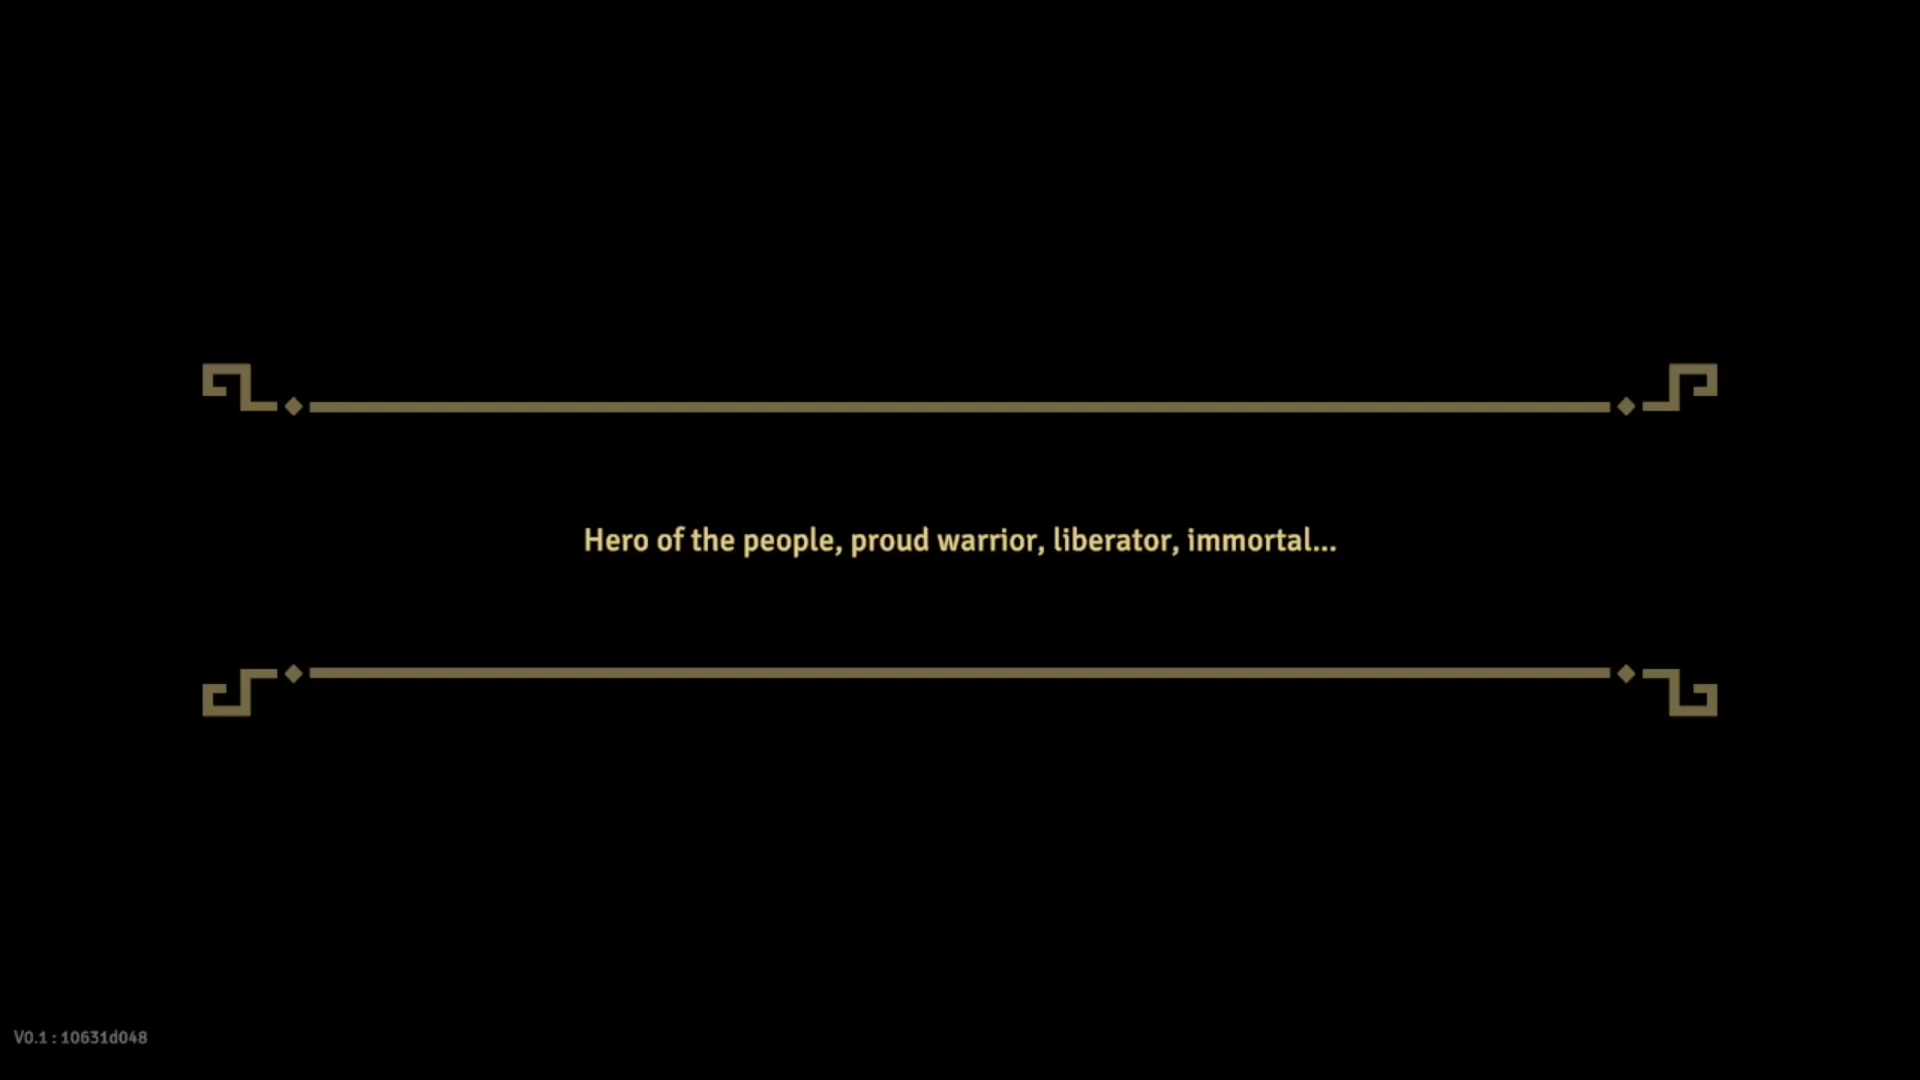 Hero of the people, proud warrior, liberator, immortal...
V0.1 : 10631d048